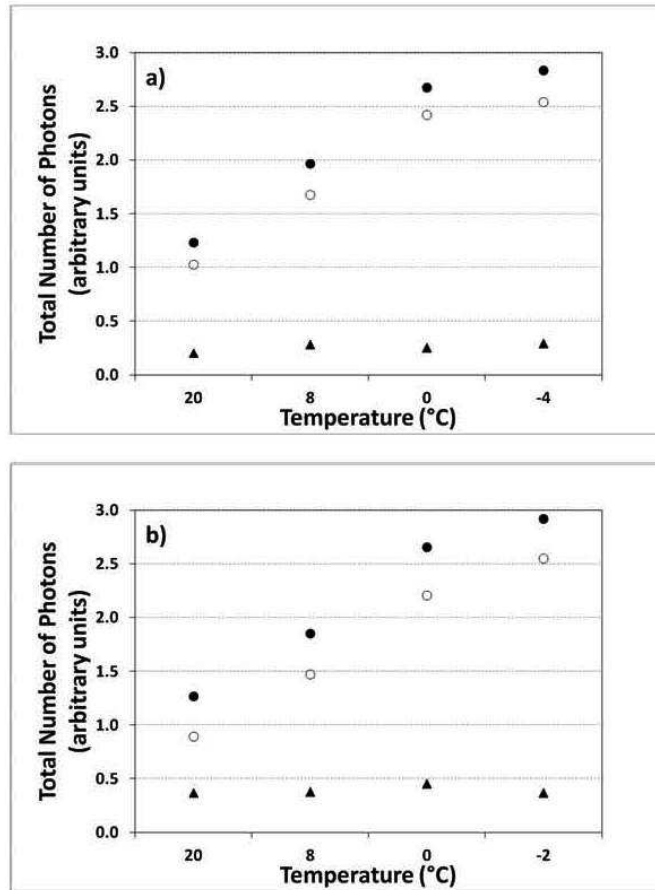 a)
Total Number of Photons
(arbitrary units)
3.0
2.5
2.0
1.5
1.0
0.5
0.0
20 8 0 -4
Temperature (°C)
b)
Total Number of Photons
(arbitrary units)
3.0
2.5
2.0
1.5
1.0
0.5
0.0
20 8 0 -2
Temperature (°C)